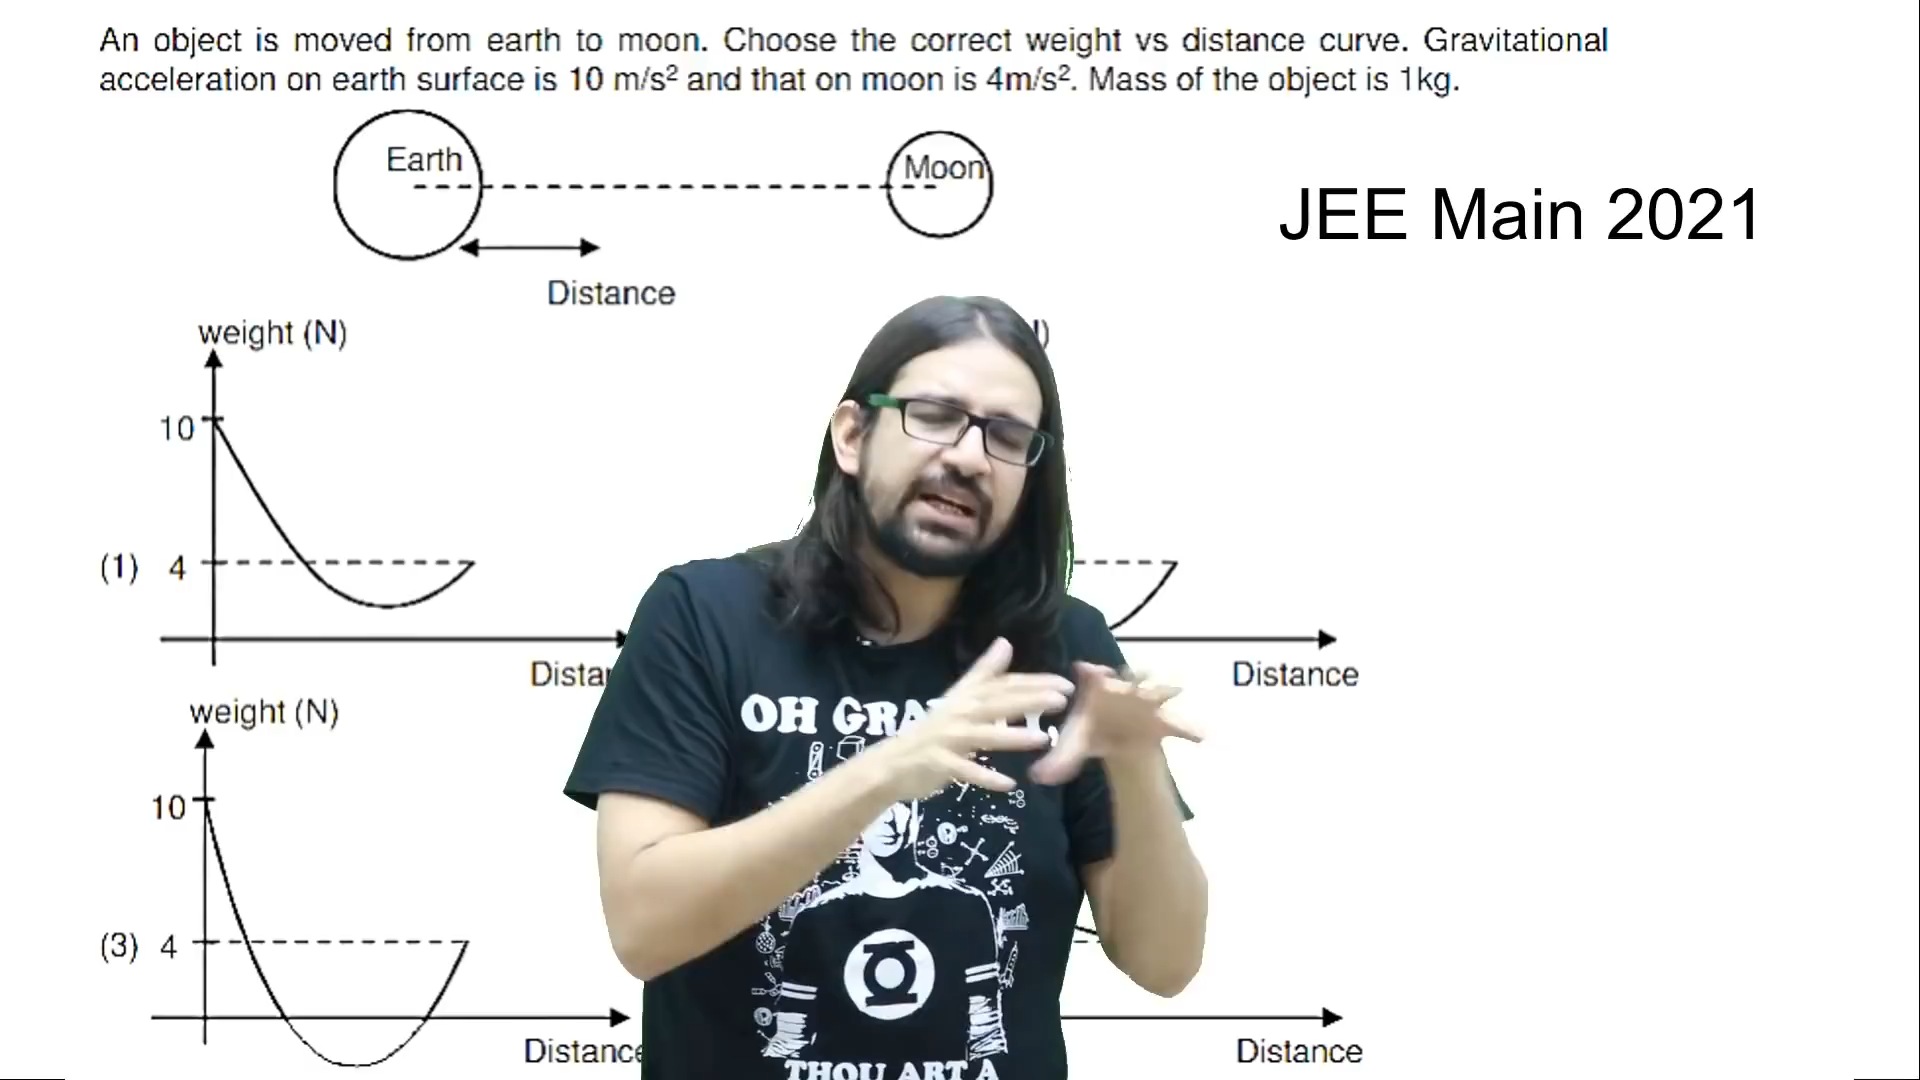 An object is moved from earth to moon. Choose the correct weight vs distance curve. Gravitational
acceleration on earth surface is 10 m/s² and that on moon is 4m/s². Mass of the object is 1kg.
Earth
Moon
JEE Main 2021
Distance
weight (N)
10
(1) 4
Distance
weight (N)
10
(3) 4
Distance
Distance
OH
THOU ART A